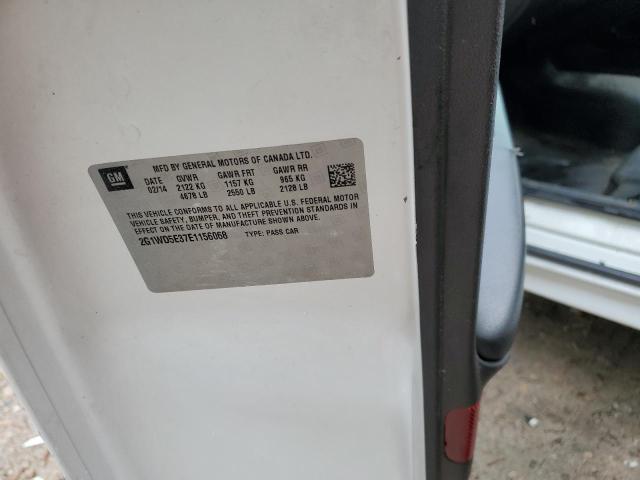 GM
MFD BY GENERAL MOTORS OF CANADA LTD.
DATE GVWR GAWR FRT GAWR RR
02/14 2122 KG 1157 KG 965 KG
4678 LB 2550 LB 2128 LB
THIS VEHICLE CONFORMS TO ALL APPLICABLE U.S. FEDERAL MOTOR
VEHICLE SAFETY, BUMPER, AND THEFT PREVENTION STANDARDS IN
EFFECT ON THE DATE OF MANUFACTURE SHOWN ABOVE.
2G1WD5E37E1156068 TYPE: PASS CAR